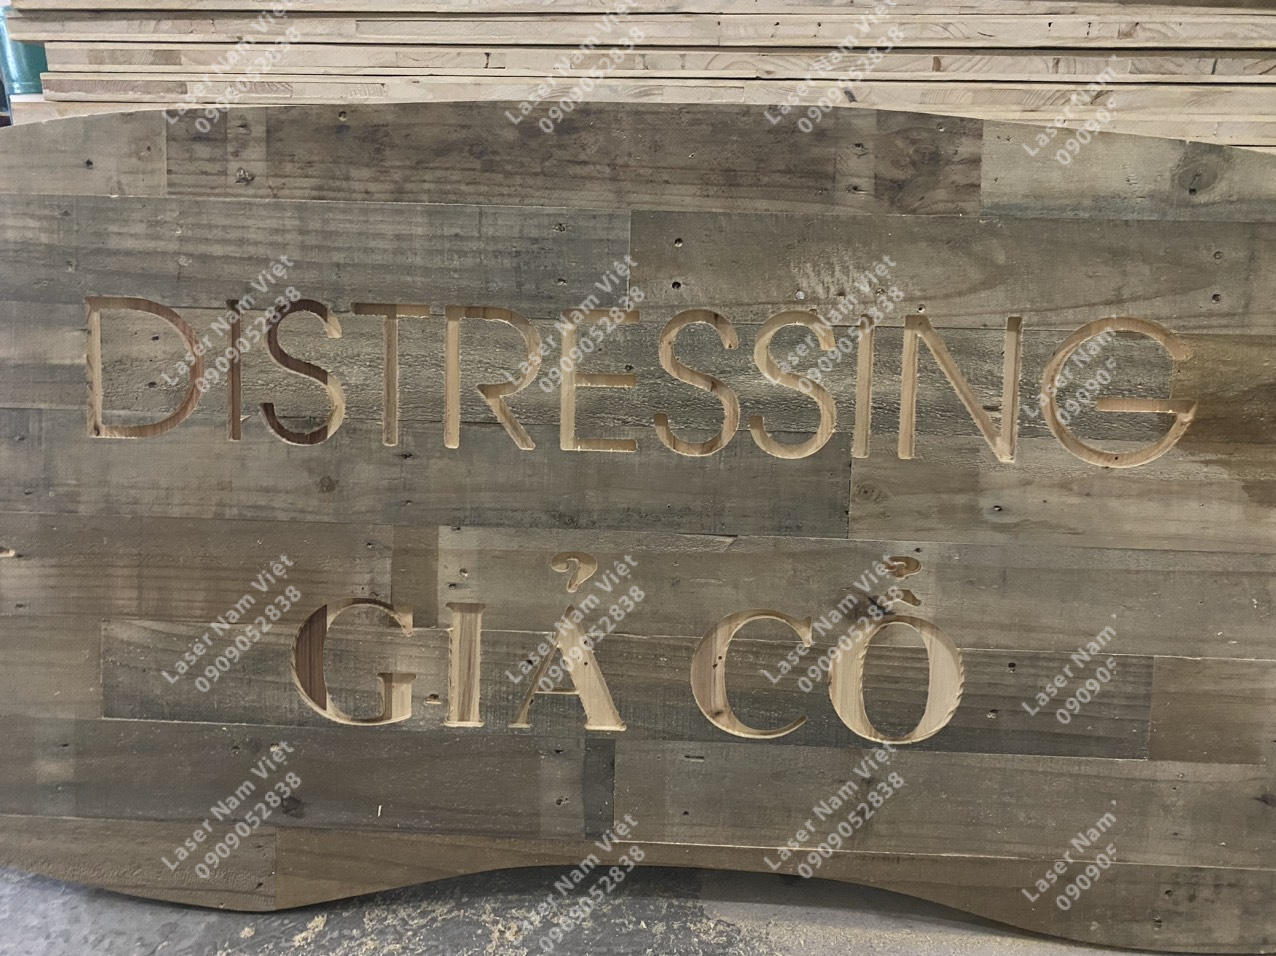 DISTRESSING
GIẢ CỔ
Laser Nam Việt
0909052838